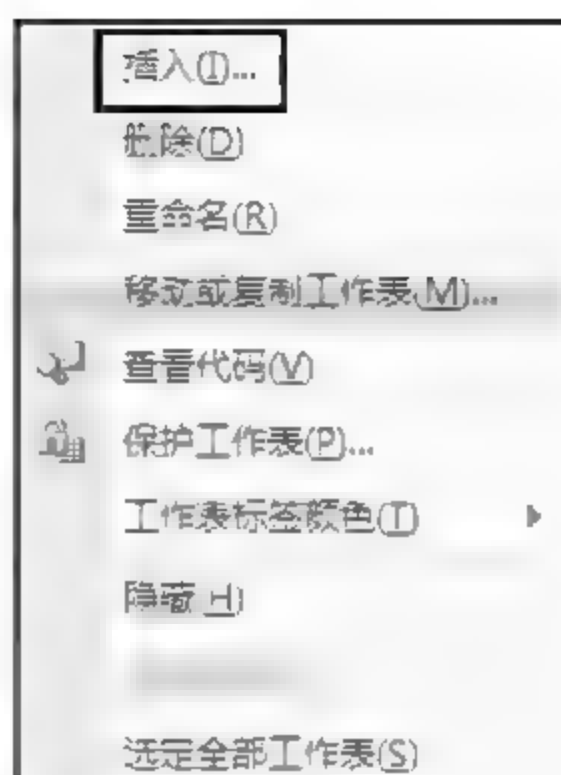 插入(I)...
删除(D)
重命名(R)
移动或复制工作表(M)...
查看代码(V)
保护工作表(P)...
工作表标签颜色(T)
隐藏(H)
选定全部工作表(S)